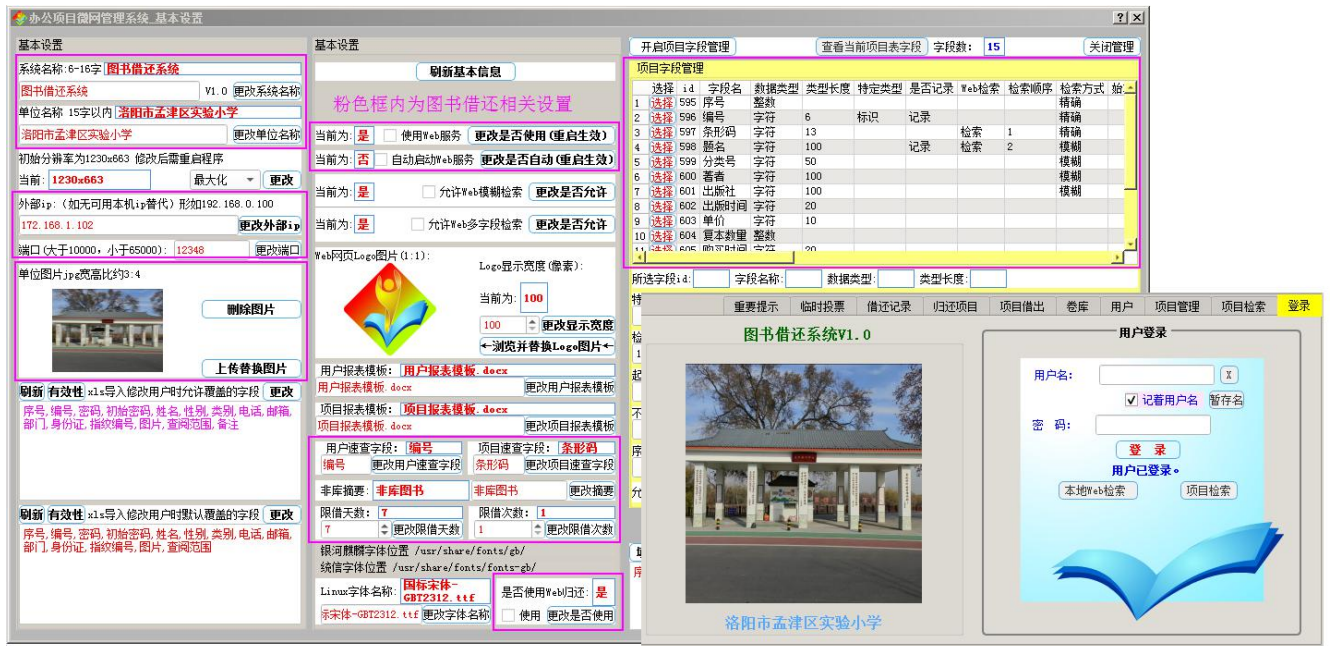 办公项目微网管理系统_基本设置
? X
基本设置
系统名称:6-16字 图书借还系统
图书借还系统 V1.0 更改系统名称
单位名称 15字以内 洛阳市孟津区实验小学
洛阳市孟津区实验小学 更改单位名称
初始分辨率为1230x663 修改后需重启程序
当前: 1230x663 最大化 更改
外部ip:（如无可用本机ip替代）形如192.168.0.100
172.168.1.102 更改外部ip
端口(大于10000,小于65000): 12348 更改端口
单位图片jpg宽高比约3:4
删除图片
上传替换图片
刷新 有效性 xls导入修改用户时允许覆盖的字段 更改
序号,编号,密码,初始密码,姓名,性别,类别,电话,邮箱,
部门,身份证,指纹编号,图片,查阅范围,备注
刷新 有效性 xls导入修改用户时默认覆盖的字段 更改
序号,编号,密码,初始密码,姓名,性别,类别,电话,邮箱,
部门,身份证,指纹编号,图片,查阅范围
基本设置
刷新基本信息
粉色框内为图书借还相关设置
当前为: 是 使用Web服务 更改是否使用(重启生效)
当前为: 否 自动启动Web服务 更改是否自动(重启生效)
当前为: 是 允许Web模糊检索 更改是否允许
当前为: 是 允许Web多字段检索 更改是否允许
Web网页Logo图片(1:1):
Logo显示宽度(像素):
当前为: 100
100 更改显示宽度
←浏览并替换Logo图片←
用户报表模板: 用户报表模板.docx
用户报表模板.docx 更改用户报表模板
项目报表模板: 项目报表模板.docx
项目报表模板.docx 更改项目报表模板
用户速查字段: 编号 项目速查字段: 条形码
编号 更改用户速查字段 条形码 更改项目速查字段
非库摘要: 非库图书 非库图书 更改摘要
限借天数: 7 限借次数: 1
7 更改限借天数 1 更改限借次数
银河麒麟字体位置 /usr/share/fonts/gb/
统信字体位置 /usr/share/fonts/fonts-gb/
Linux字体名称: 国标宋体-GBT2312.ttf 是否使用Web归还: 是
示宋体-GBT2312.ttf 更改字体名称 使用 更改是否使用
开启项目字段管理 查看当前项目表字段 字段数: 15 关闭管理
项目字段管理
选择 id 字段名 数据类型 类型长度 特定类型 是否记录 Web检索 检索顺序 检索方式
1 选择 595 序号 整数 精确
2 选择 596 编号 字符 6 标识 记录 精确
3 选择 597 条形码 字符 13 检索 1 精确
4 选择 598 题名 字符 100 记录 检索 2 模糊
5 选择 599 分类号 字符 50 模糊
6 选择 600 著者 字符 100 模糊
7 选择 601 出版社 字符 100 模糊
8 选择 602 出版时间 字符 20
9 选择 603 单价 字符 10
10 选择 604 复本数量 整数
11 选择 605 购买时间 字符 20
所选字段id: 字段名称: 数据类型: 类型长度:
重要提示 临时投票 借还记录 归还项目 项目借出 卷库 用户 项目管理 项目检索 登录
图书借还系统V1.0
洛阳市孟津区实验小学
用户登录
用户名: X
记着用户名 暂存名
密 码:
登 录
用户已登录。
本地Web检索 项目检索